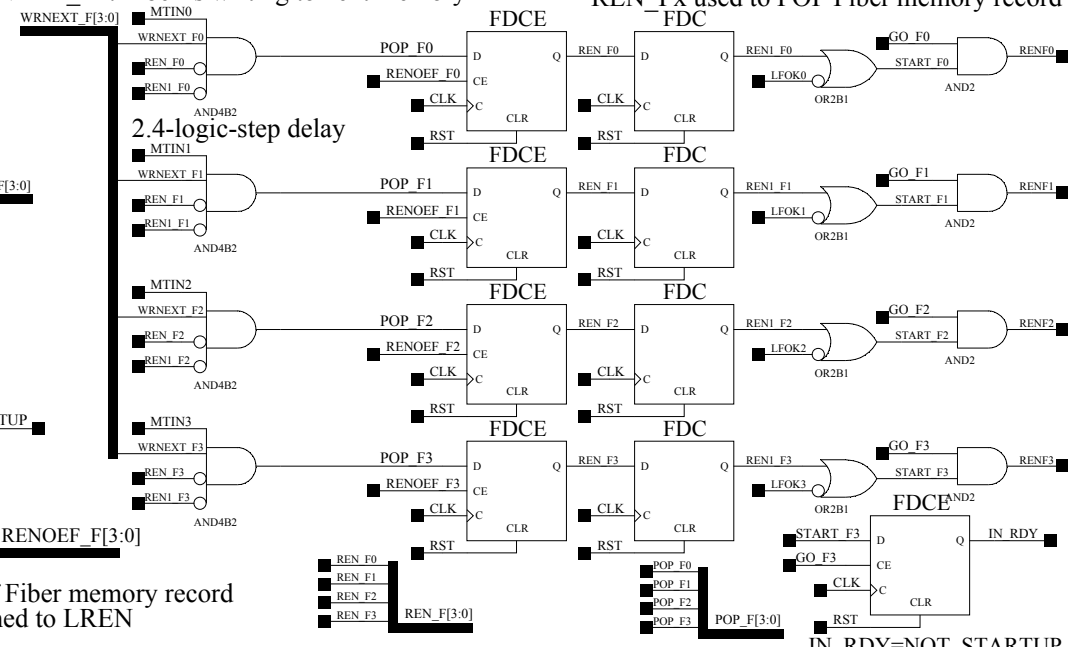 REN_Fx used to POP Fiber memory record
WRNEXT_F[3:0]
MTIN0 FDCE FDC
WRNEXT_F0 POP_F0 D Q REN_F0 D Q REN1_F0 GO_F0 RENF0
REN_F0 RENOEF_F0 CE LFOK0 START_F0
REN1_F0 CLK C CLK C OR2B1 AND2
AND4B2 CLR CLR
2.4-logic-step delay RST RST
MTIN1 FDCE FDC
F[3:0] WRNEXT_F1 POP_F1 D Q REN_F1 D Q REN1_F1 GO_F1 RENF1
REN_F1 RENOEF_F1 CE LFOK1 START_F1
REN1_F1 CLK C CLK C OR2B1 AND2
AND4B2 CLR CLR
RST RST
MTIN2 FDCE FDC
WRNEXT_F2 POP_F2 D Q REN_F2 D Q REN1_F2 GO_F2 RENF2
REN_F2 RENOEF_F2 CE LFOK2 START_F2
REN1_F2 CLK C CLK C OR2B1 AND2
AND4B2 CLR CLR
RST RST
TUP MTIN3 FDCE FDC
WRNEXT_F3 POP_F3 D Q REN_F3 D Q REN1_F3 GO_F3 RENF3
REN_F3 RENOEF_F3 CE LFOK3 START_F3
REN1_F3 CLK C CLK C OR2B1 AND2
AND4B2 CLR CLR FDCE
RENOEF_F[3:0] RST RST START_F3 D Q IN_RDY
REN_F0 POP_F0 GO_F3 CE
REN_F1 POP_F1 CLK C
Fiber memory record REN_F2 POP_F2 CLR
ned to LREN REN_F3 REN_F[3:0] POP_F3 POP_F[3:0] RST
IN_RDY=NOT_STARTUP